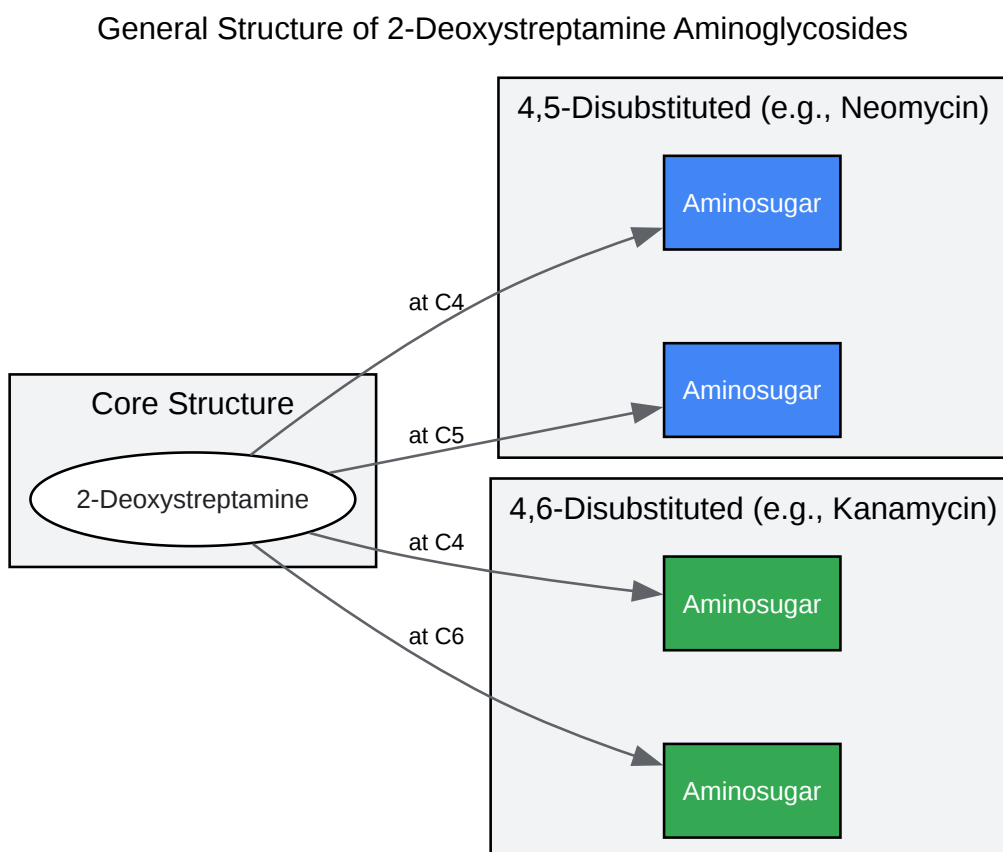 General Structure of 2-Deoxystreptamine Aminoglycosides
4,5-Disubstituted (e.g., Neomycin)
Aminosugar
at C4
Aminosugar
Core Structure
at C5
2-Deoxystreptamine
4,6-Disubstituted (e.g., Kanamycin)
at C4
Aminosugar
at C6
Aminosugar